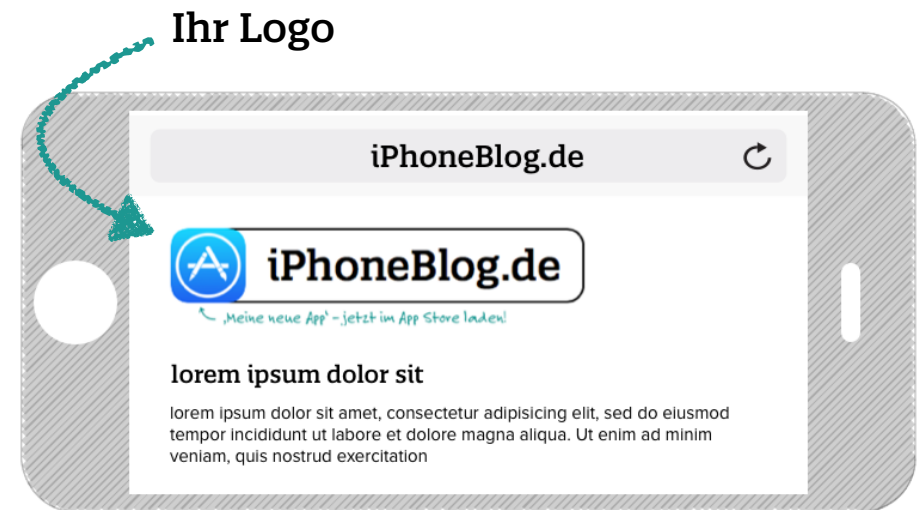 Ihr Logo
iPhoneBlog.de
iPhoneBlog.de
‚Meine neue App‘ – jetzt im App Store laden!
lorem ipsum dolor sit
lorem ipsum dolor sit amet, consectetur adipisicing elit, sed do eiusmod
tempor incididunt ut labore et dolore magna aliqua. Ut enim ad minim
veniam, quis nostrud exercitation